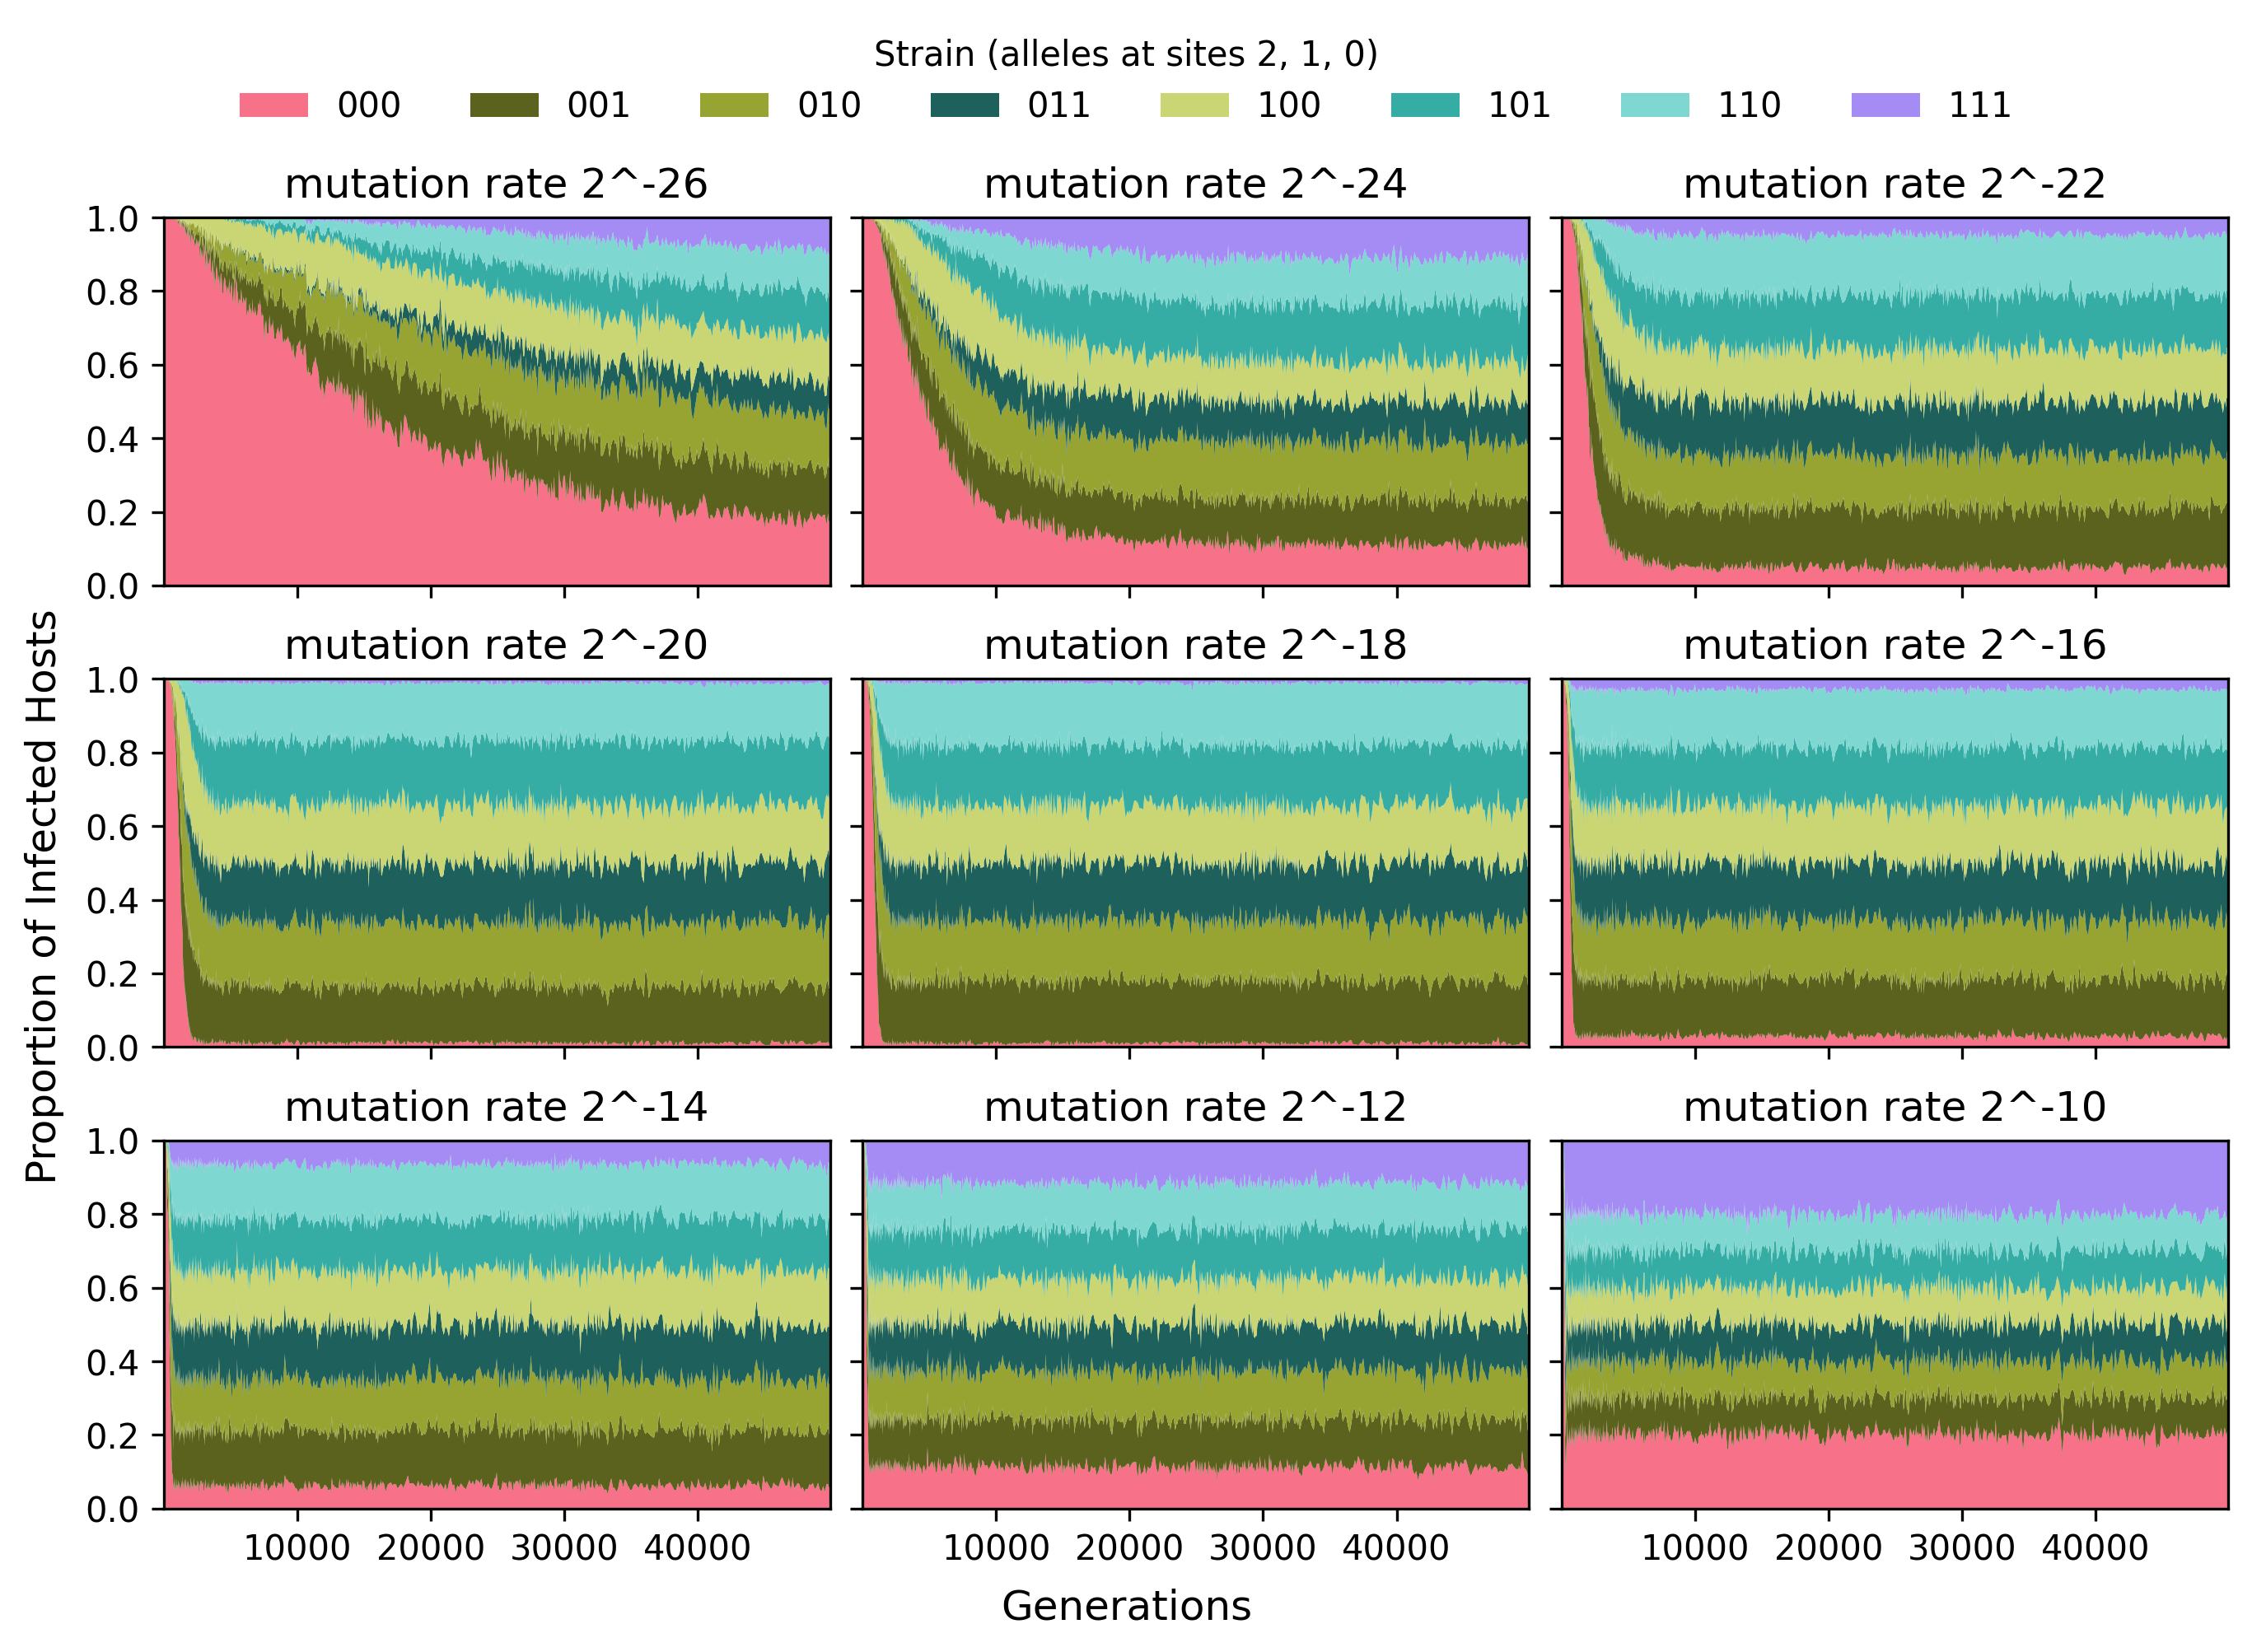 Strain (alleles at sites 2, 1, 0)
000 001 010 011 100 101 110 111
mutation rate 2^-26 mutation rate 2^-24 mutation rate 2^-22
1.0
0.8
0.6
0.4
0.2
0.0
mutation rate 2^-20 mutation rate 2^-18 mutation rate 2^-16
1.0
0.8
0.6
0.4
0.2
0.0
mutation rate 2^-14 mutation rate 2^-12 mutation rate 2^-10
1.0
0.8
0.6
0.4
0.2
0.0
10000 20000 30000 40000 10000 20000 30000 40000 10000 20000 30000 40000
Proportion of Infected Hosts
Generations